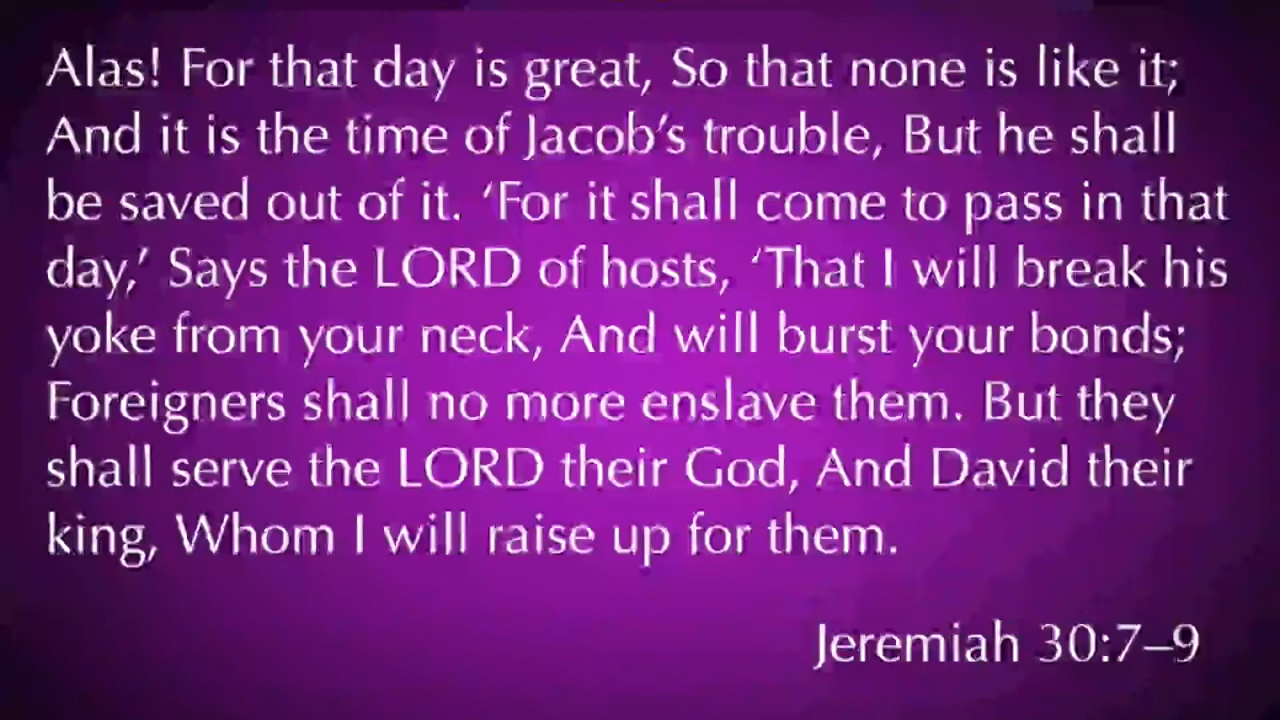 Alas! For that day is great, So that none is like it;
And it is the time of Jacob’s trouble, But he shall
be saved out of it. ‘For it shall come to pass in that
day,’ Says the LORD of hosts, ‘That I will break his
yoke from your neck, And will burst your bonds;
Foreigners shall no more enslave them. But they
shall serve the LORD their God, And David their
king, Whom I will raise up for them.
Jeremiah 30:7–9